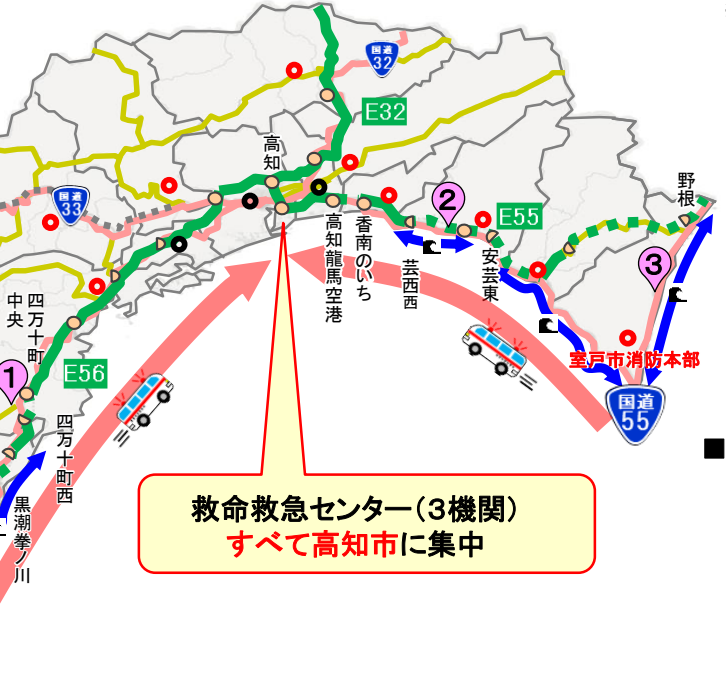 国道
32
E32
高知
野根
国道
33
2
E55
3
香南のいち
高知龍馬空港
安芸東
芸西西
四万十町
中央
室戸市消防本部
1
E56
国道
55
四万十町西
救命救急センター（3機関）
すべて高知市に集中
黒潮拳ノ川